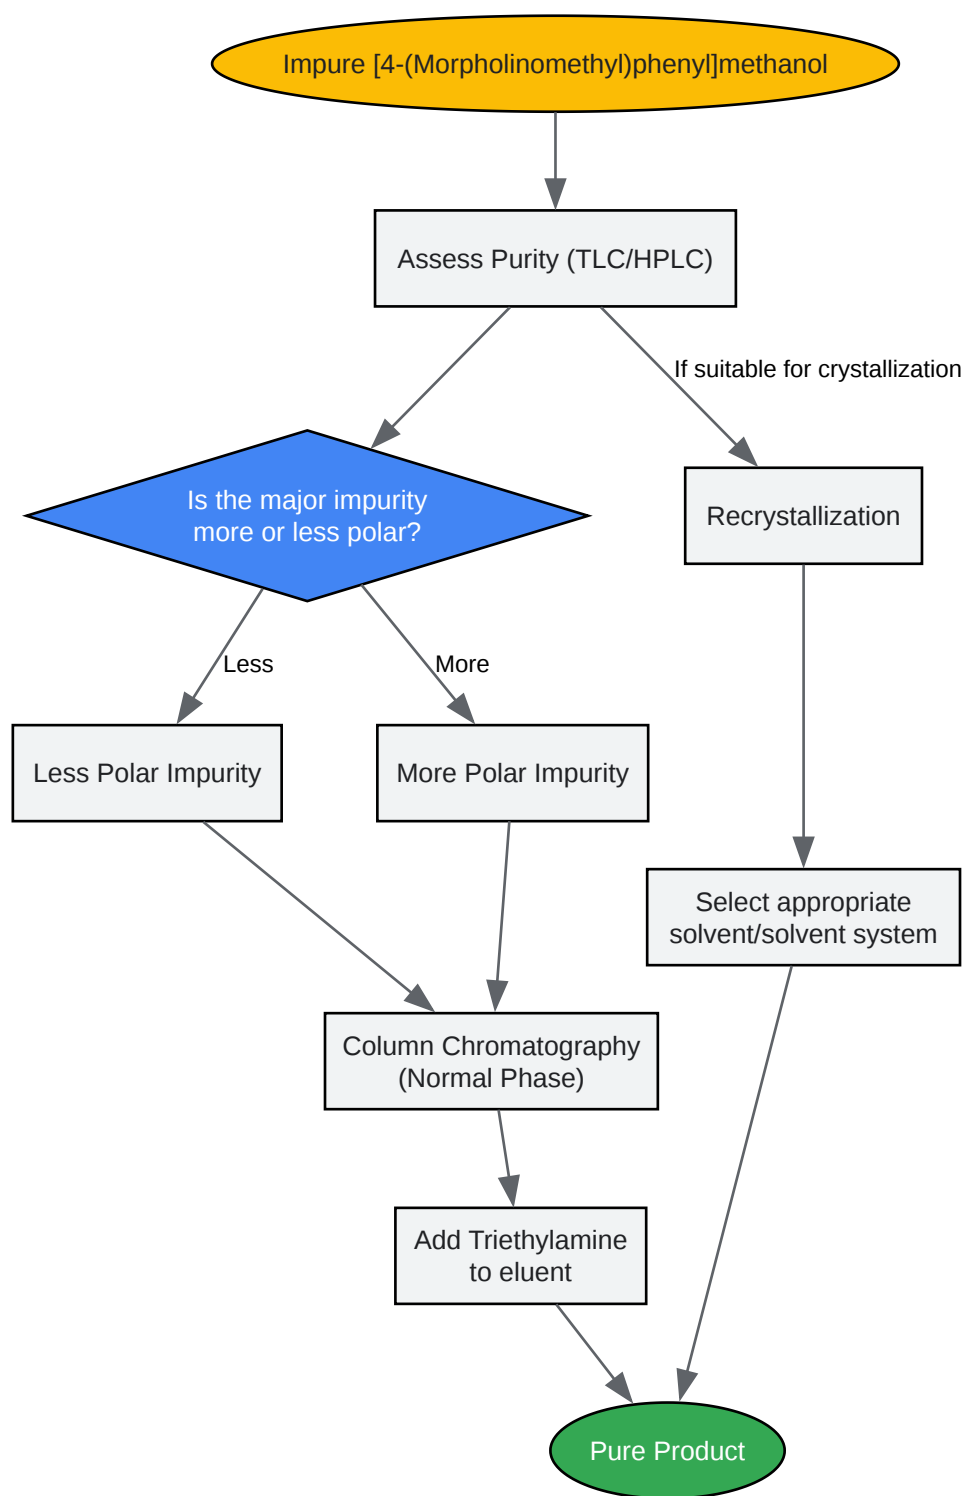 Impure [4-(Morpholinomethyl)phenyl]methanol
Assess Purity (TLC/HPLC)
If suitable for crystallization
Is the major impurity
more or less polar?
Recrystallization
Less
More
Less Polar Impurity
More Polar Impurity
Select appropriate
solvent/solvent system
Column Chromatography
(Normal Phase)
Add Triethylamine
to eluent
Pure Product